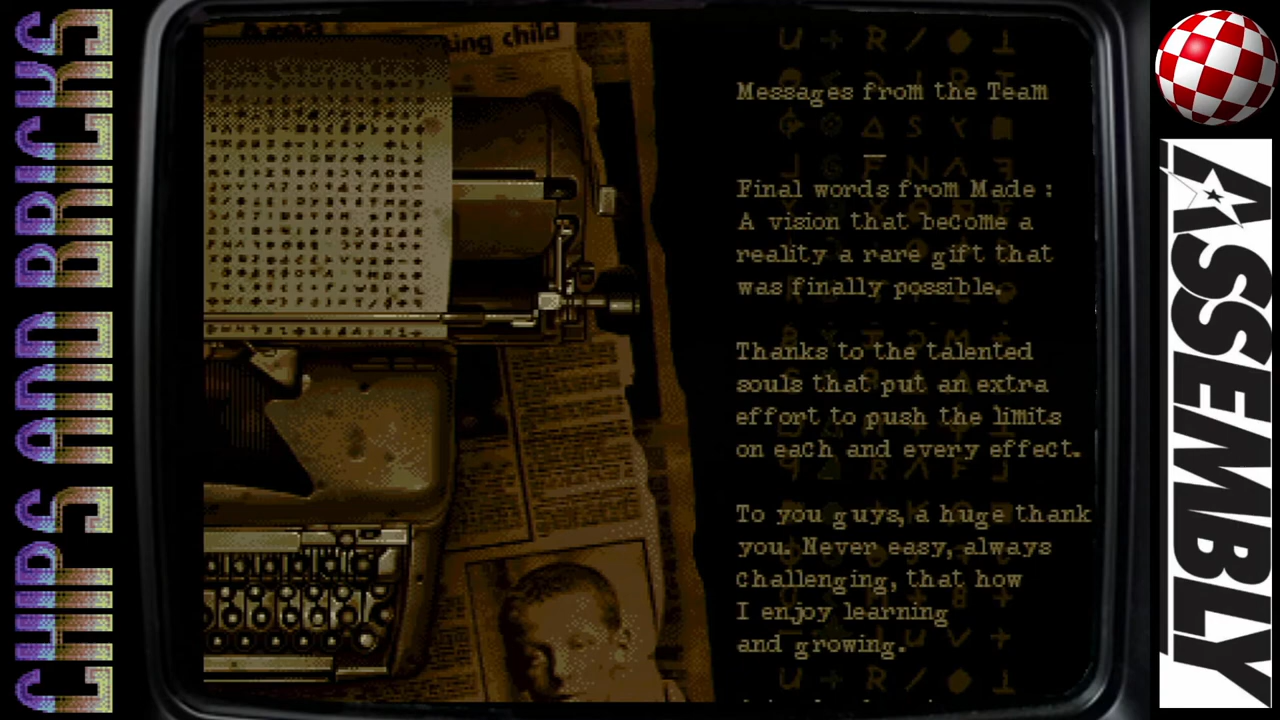 CHIPS AND BRICKS
king child
Messages from the Team
Final words from Made :
A vision that become a
reality a rare gift that
was finally possible.
Thanks to the talented
souls that put an extra
effort to push the limits
on each and every effect.
To you guys, a huge thank
you. Never easy, always
Challenging, that how
I enjoy learning
and growing.
ASSEMBLY